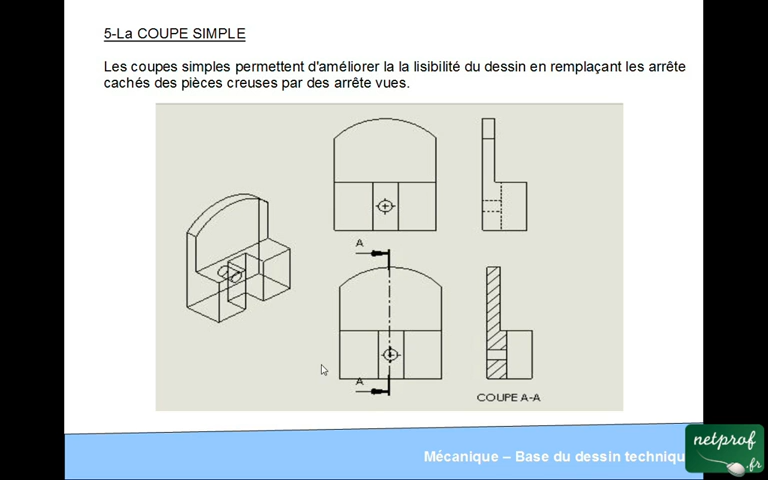 5-La COUPE SIMPLE
Les coupes simples permettent d'améliorer la la lisibilité du dessin en remplaçant les arrête
cachés des pièces creuses par des arrête vues.
A
A
COUPE A-A
Mécanique – Base du dessin techniqu
netprof
.fr